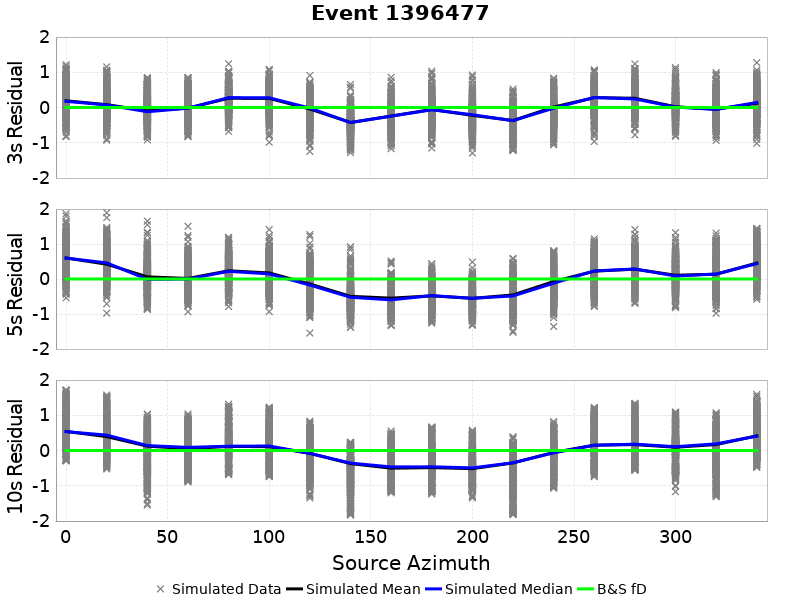 Event 1396477
2
1
0
-1
-2
3s Residual
2
1
0
-1
-2
5s Residual
2
1
0
-1
-2
10s Residual
0 50 100 150 200 250 300
Source Azimuth
Simulated Data Simulated Mean Simulated Median B&S fD